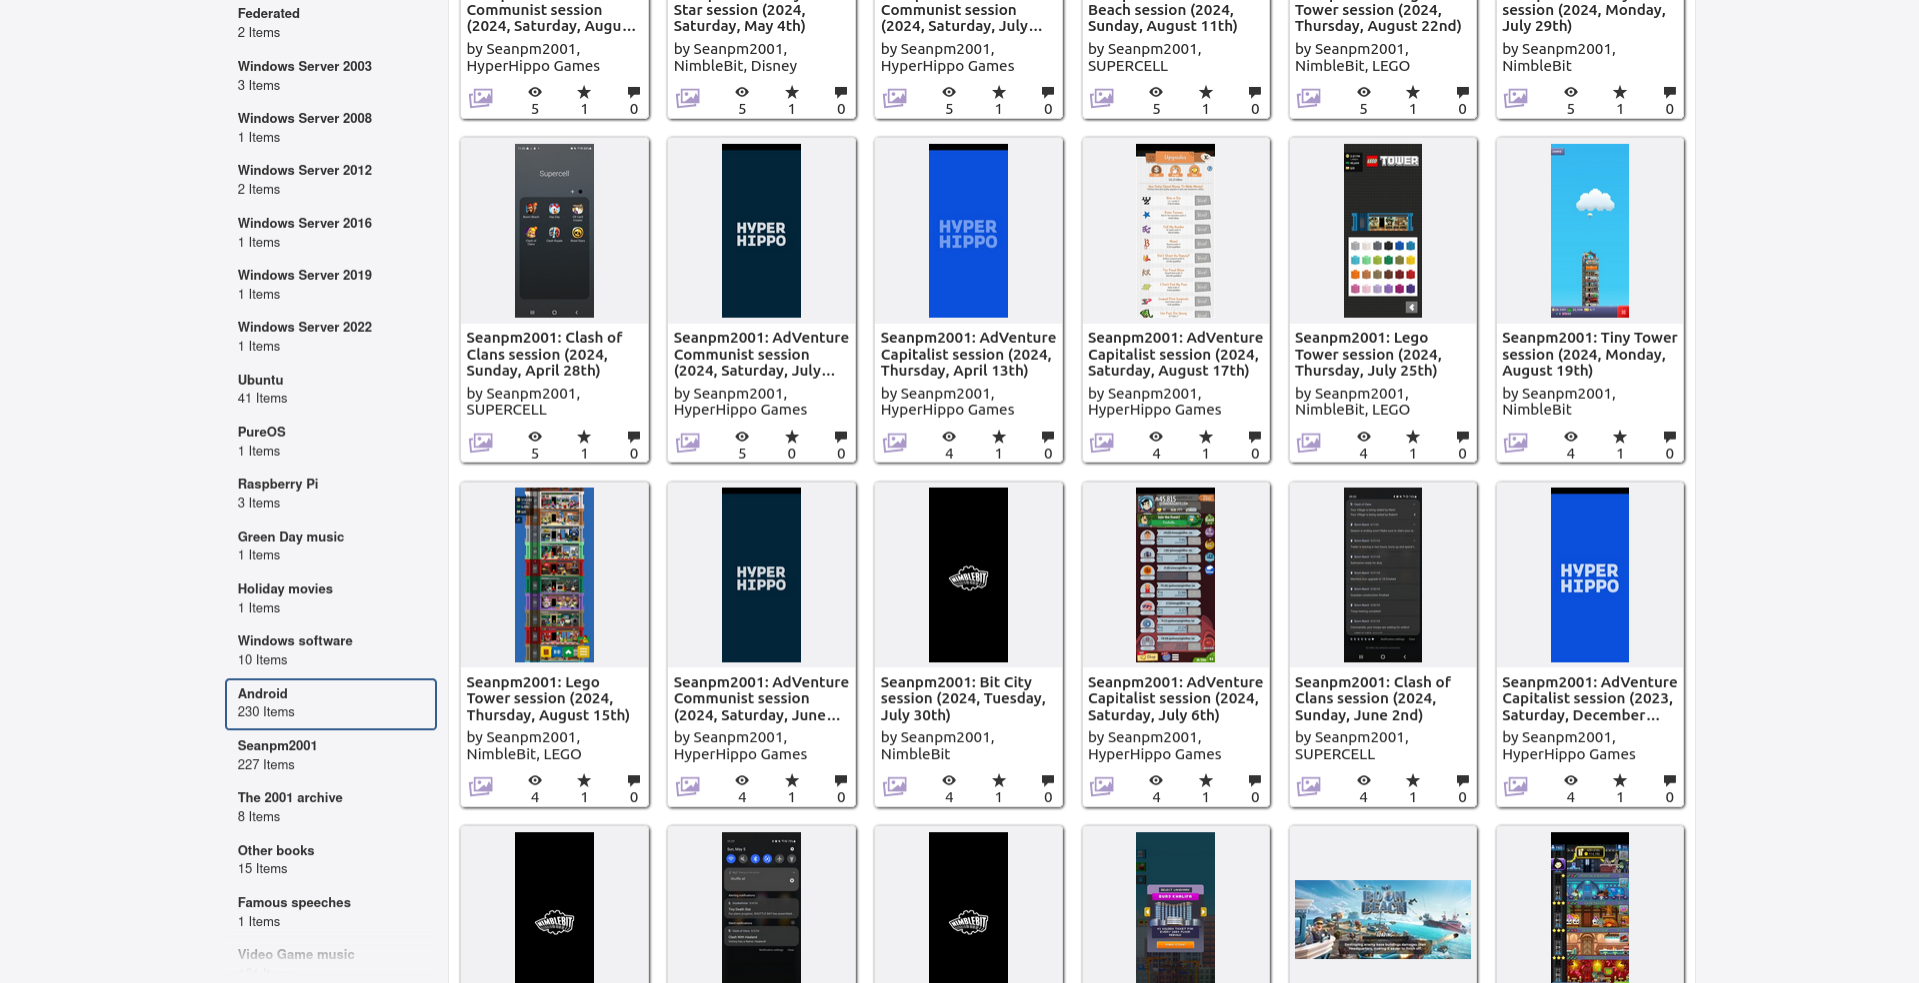 Federated
2 Items
Windows Server 2003
3 Items
Windows Server 2008
1 Items
Windows Server 2012
2 Items
Windows Server 2016
1 Items
Windows Server 2019
1 Items
Windows Server 2022
1 Items
Ubuntu
41 Items
PureOS
1 Items
Raspberry Pi
3 Items
Green Day music
1 Items
Holiday movies
1 Items
Windows software
10 Items
Android
230 Items
Seanpm2001
227 Items
The 2001 archive
8 Items
Other books
15 Items
Famous speeches
1 Items
Video Game music
Communist session
(2024, Saturday, Augu...
by Seanpm2001,
HyperHippo Games
5 1 0
Star session (2024,
Saturday, May 4th)
by Seanpm2001,
NimbleBit, Disney
5 1 0
Communist session
(2024, Saturday, July...
by Seanpm2001,
HyperHippo Games
5 1 0
Beach session (2024,
Sunday, August 11th)
by Seanpm2001,
SUPERCELL
5 1 0
Tower session (2024,
Thursday, August 22nd)
by Seanpm2001,
NimbleBit, LEGO
5 1 0
session (2024, Monday,
July 29th)
by Seanpm2001,
NimbleBit
5 1 0
Supercell
Seanpm2001: Clash of
Clans session (2024,
Sunday, April 28th)
by Seanpm2001,
SUPERCELL
5 1 0
HYPER
HIPPO
Seanpm2001: AdVenture
Communist session
(2024, Saturday, July...
by Seanpm2001,
HyperHippo Games
5 0 0
HYPER
HIPPO
Seanpm2001: AdVenture
Capitalist session (2024,
Thursday, April 13th)
by Seanpm2001,
HyperHippo Games
4 1 0
Upgrades
Seanpm2001: AdVenture
Capitalist session (2024,
Saturday, August 17th)
by Seanpm2001,
HyperHippo Games
4 1 0
LEGO TOWER
Seanpm2001: Lego
Tower session (2024,
Thursday, July 25th)
by Seanpm2001,
NimbleBit, LEGO
4 1 0
Seanpm2001: Tiny Tower
session (2024, Monday,
August 19th)
by Seanpm2001,
NimbleBit
4 1 0
Seanpm2001: Lego
Tower session (2024,
Thursday, August 15th)
by Seanpm2001,
NimbleBit, LEGO
4 1 0
HYPER
HIPPO
Seanpm2001: AdVenture
Communist session
(2024, Saturday, June...
by Seanpm2001,
HyperHippo Games
4 1 0
NIMBLEBIT
Seanpm2001: Bit City
session (2024, Tuesday,
July 30th)
by Seanpm2001,
NimbleBit
4 1 0
Seanpm2001: AdVenture
Capitalist session (2024,
Saturday, July 6th)
by Seanpm2001,
HyperHippo Games
4 1 0
Seanpm2001: Clash of
Clans session (2024,
Sunday, June 2nd)
by Seanpm2001,
SUPERCELL
4 1 0
HYPER
HIPPO
Seanpm2001: AdVenture
Capitalist session (2023,
Saturday, December...
by Seanpm2001,
HyperHippo Games
4 1 0
NIMBLEBIT
NIMBLEBIT
BOOM
BEACH